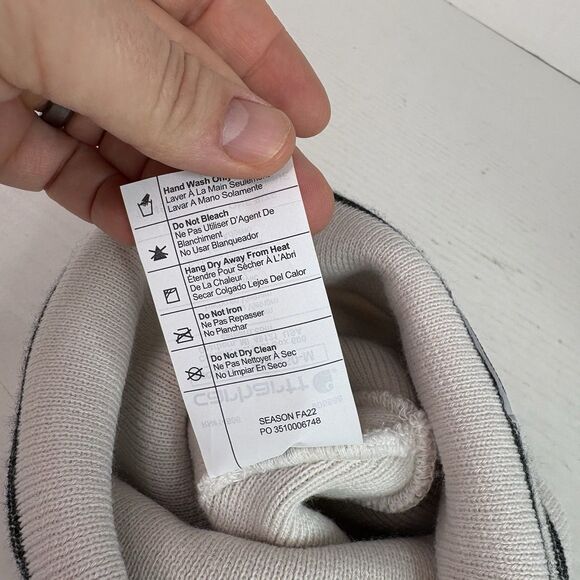 Hand Wash Only
Laver À La Main Seulement
Lavar A Mano Solamente
Do Not Bleach
Ne Pas Utiliser D'Agent De
Blanchiment
No Usar Blanqueador
Hang Dry Away From Heat
Étendre Pour Sécher À L'Abri
De La Chaleur
Secar Colgado Lejos Del Calor
Do Not Iron
Ne Pas Repasser
No Planchar
Do Not Dry Clean
Ne Pas Nettoyer À Sec
No Limpiar En Seco
carhartt
SEASON FA22
PO 3510006748